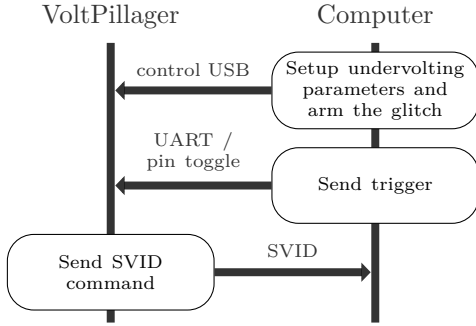 VoltPillager
Computer
control USB
Setup undervolting
parameters and
arm the glitch
UART /
pin toggle
Send trigger
Send SVID
command
SVID